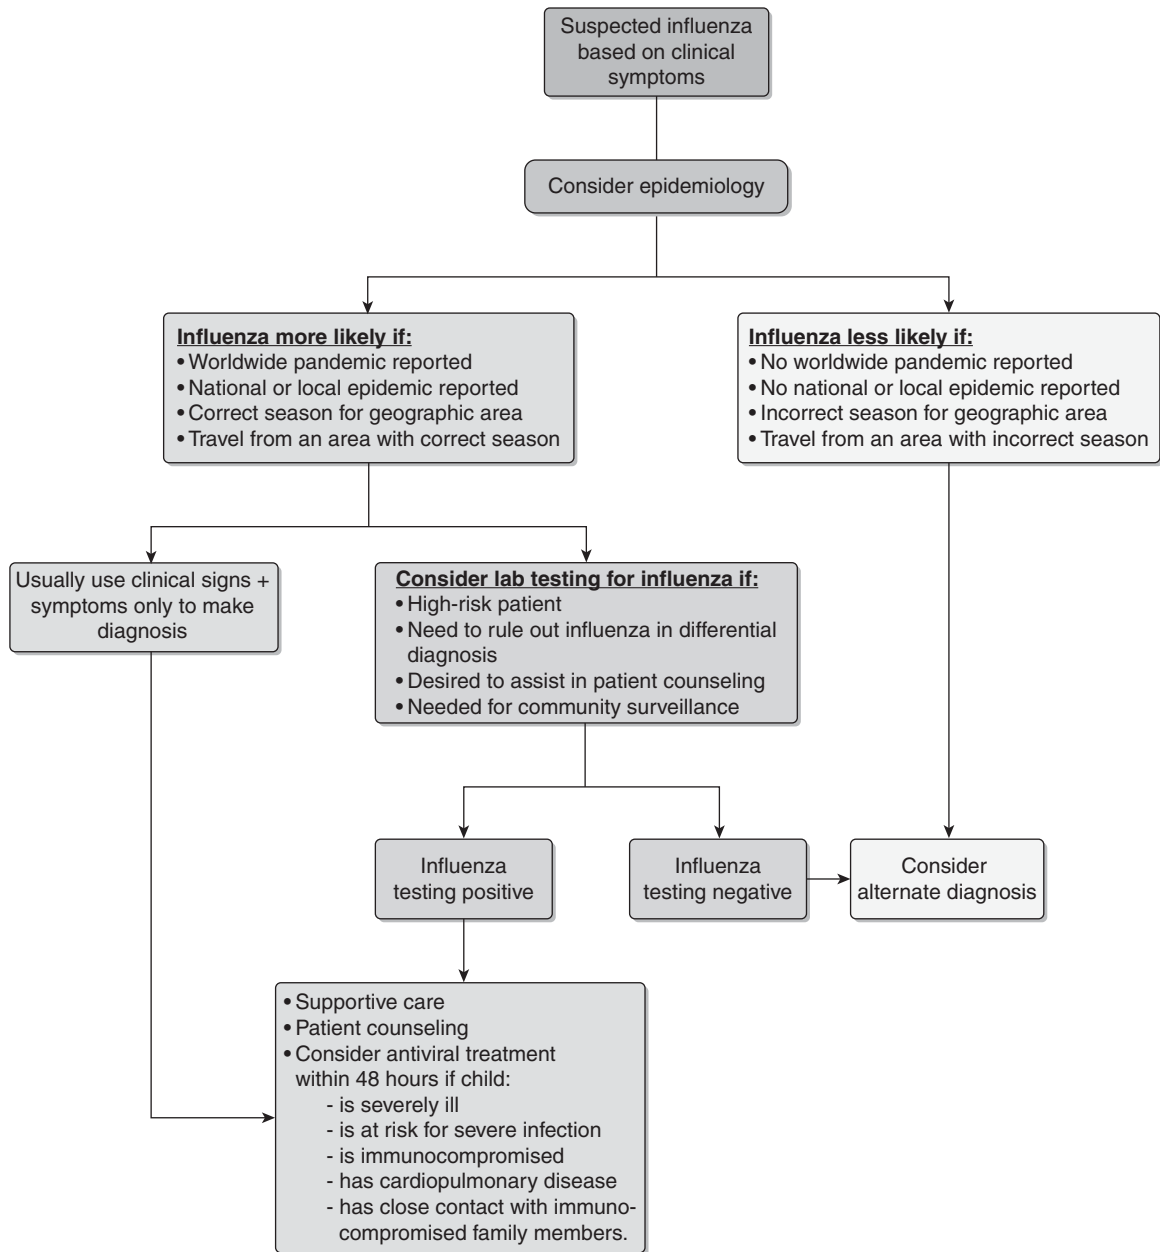 Suspected influenza
based on clinical
symptoms
Consider epidemiology
Influenza more likely if:
• Worldwide pandemic reported
• National or local epidemic reported
• Correct season for geographic area
• Travel from an area with correct season
Influenza less likely if:
• No worldwide pandemic reported
• No national or local epidemic reported
• Incorrect season for geographic area
• Travel from an area with incorrect season
Usually use clinical signs +
symptoms only to make
diagnosis
Consider lab testing for influenza if:
• High-risk patient
• Need to rule out influenza in differential
diagnosis
• Desired to assist in patient counseling
• Needed for community surveillance
Influenza
testing positive
Influenza
testing negative
Consider
alternate diagnosis
• Supportive care
• Patient counseling
• Consider antiviral treatment
within 48 hours if child:
- is severely ill
- is at risk for severe infection
- is immunocompromised
- has cardiopulmonary disease
- has close contact with immuno-
compromised family members.